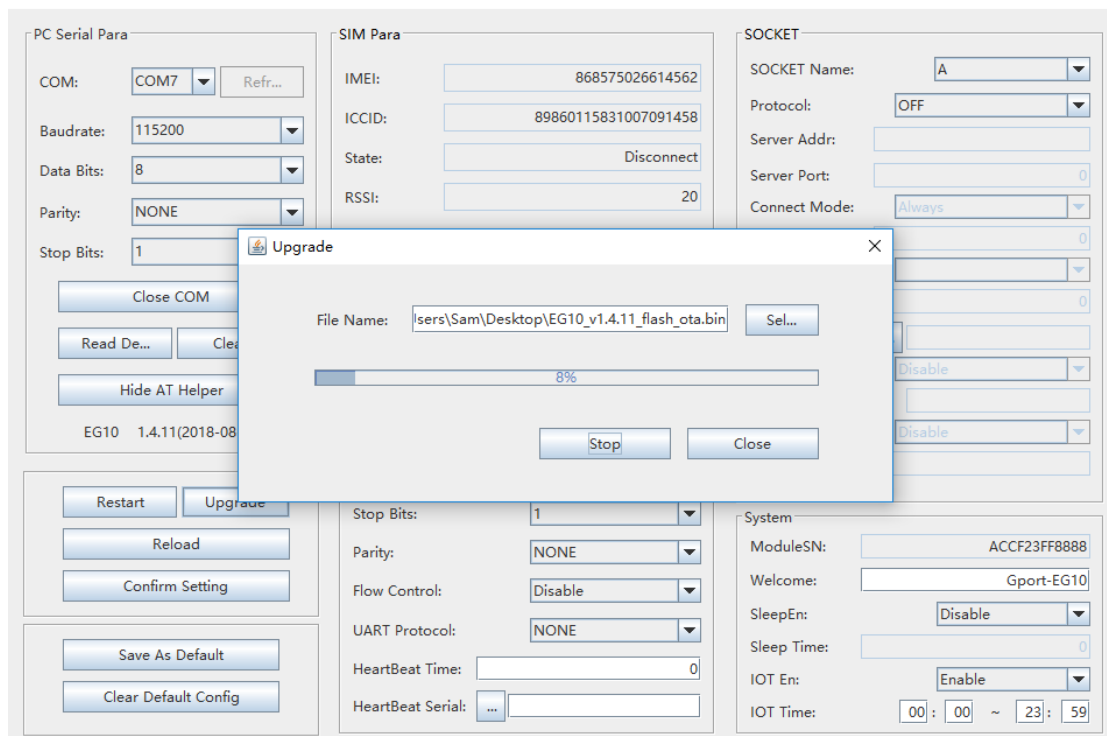 PC Serial Para
COM: COM7 Refr...
Baudrate: 115200
Data Bits: 8
Parity: NONE
Stop Bits: 1
Close COM
Read De...
Hide AT Helper
EG10 1.4.11(2018-08
Restart Upgrade
Reload
Confirm Setting
Save As Default
Clear Default Config
SIM Para
IMEI: 868575026614562
ICCID: 89860115831007091458
State: Disconnect
RSSI: 20
Upgrade
File Name: \Sam\Desktop\EG10_v1.4.11_flash_ota.bin Sel...
8%
Stop Close
Stop Bits: 1
Parity: NONE
Flow Control: Disable
UART Protocol: NONE
HeartBeat Time: 0
HeartBeat Serial: ...
SOCKET
SOCKET Name: A
Protocol: OFF
Server Addr:
Server Port: 0
Connect Mode: Always
0
0
Disable
Disable
System
ModuleSN: ACCF23FF8888
Welcome: Gport-EG10
SleepEn: Disable
Sleep Time: 0
IOT En: Enable
IOT Time: 00 : 00 ~ 23 : 59